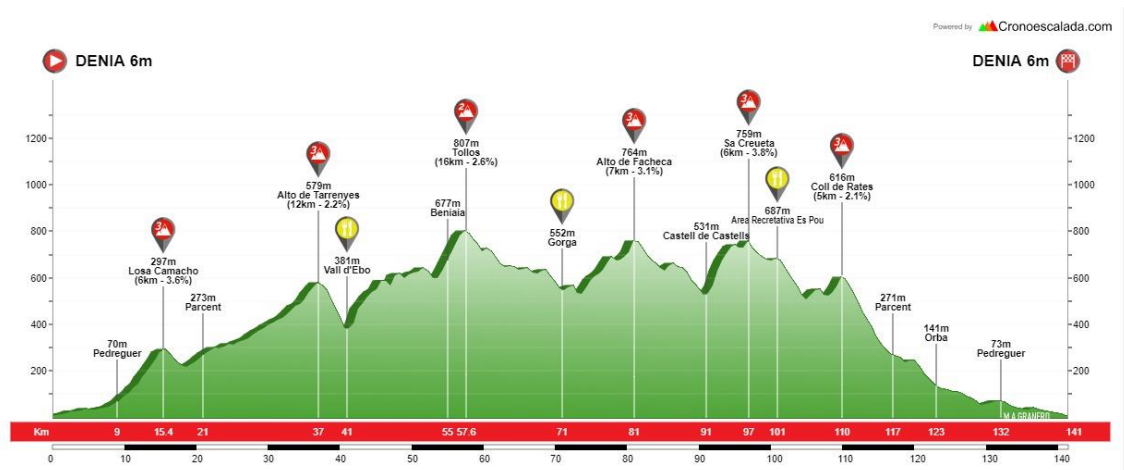 Powered by Cronoescalada.com
DENIA 6m
DENIA 6m
1200
1000
800
600
400
200
1200
1000
800
600
400
200
70m
Pedreguer
3ª
297m
Losa Camacho
(6km - 3.6%)
273m
Parcent
3ª
579m
Alto de Tarrenyes
(12km - 2.2%)
381m
Vall d'Ebo
677m
Beniaia
2ª
807m
Tollos
(16km - 2.6%)
552m
Gorga
3ª
764m
Alto de Facheca
(7km - 3.1%)
531m
Castell de Castells
3ª
759m
Sa Creueta
(6km - 3.8%)
687m
Area Recretativa Es Pou
3ª
616m
Coll de Rates
(5km - 2.1%)
271m
Parcent
141m
Orba
73m
Pedreguer
M.A.GRANERO
Km 9 15.4 21 37 41 55 57.6 71 81 91 97 101 110 117 123 132 141
0 10 20 30 40 50 60 70 80 90 100 110 120 130 140